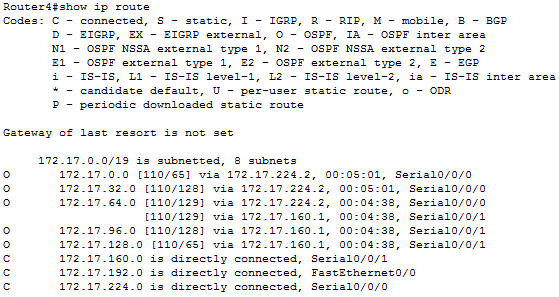 Router4#show ip route
Codes: C - connected, S - static, I - IGRP, R - RIP, M - mobile, B - BGP
       D - EIGRP, EX - EIGRP external, O - OSPF, IA - OSPF inter area
       N1 - OSPF NSSA external type 1, N2 - OSPF NSSA external type 2
       E1 - OSPF external type 1, E2 - OSPF external type 2, E - EGP
       i - IS-IS, L1 - IS-IS level-1, L2 - IS-IS level-2, ia - IS-IS inter area
       * - candidate default, U - per-user static route, o - ODR
       P - periodic downloaded static route
Gateway of last resort is not set
     172.17.0.0/19 is subnetted, 8 subnets
O       172.17.0.0 [110/65] via 172.17.224.2, 00:05:01, Serial0/0/0
O       172.17.32.0 [110/128] via 172.17.224.2, 00:05:01, Serial0/0/0
O       172.17.64.0 [110/129] via 172.17.224.2, 00:04:38, Serial0/0/0
                    [110/129] via 172.17.160.1, 00:04:38, Serial0/0/1
O       172.17.96.0 [110/128] via 172.17.160.1, 00:04:38, Serial0/0/1
O       172.17.128.0 [110/65] via 172.17.160.1, 00:04:38, Serial0/0/1
C       172.17.160.0 is directly connected, Serial0/0/1
C       172.17.192.0 is directly connected, FastEthernet0/0
C       172.17.224.0 is directly connected, Serial0/0/0